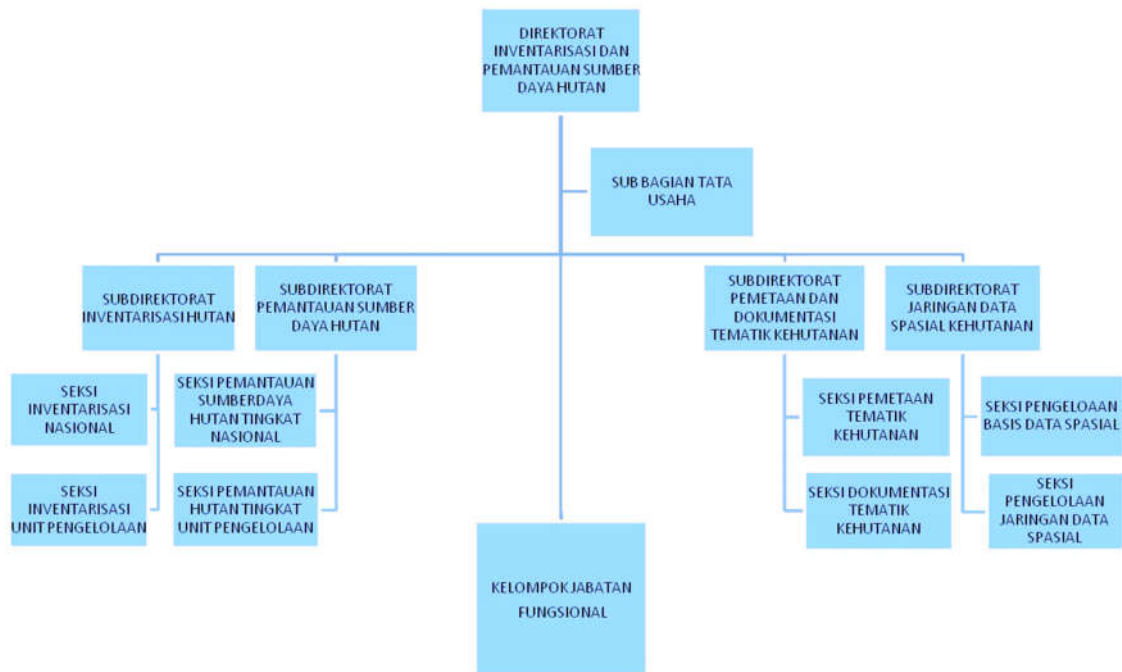 DIREKTORAT
INVENTARISASI DAN
PEMANTAUAN SUMBER
DAYA HUTAN
SUB BAGIAN TATA
USAHA
SUBDIREKTORAT
INVENTARISASI HUTAN
SUBDIREKTORAT
PEMANTAUAN SUMBER
DAYA HUTAN
SUBDIREKTORAT
PEMETAAN DAN
DOKUMENTASI
TEMATIK KEHUTANAN
SUBDIREKTORAT
JARINGAN DATA
SPASIAL KEHUTANAN
SEKSI
INVENTARISASI
NASIONAL
SEKSI PEMANTAUAN
SUMBERDAYA
HUTAN TINGKAT
NASIONAL
SEKSI PEMETAAN
TEMATIK
KEHUTANAN
SEKSI PENGELOAAN
BASIS DATA SPASIAL
SEKSI
INVENTARISASI
UNIT PENGELOLAAN
SEKSI PEMANTAUAN
HUTAN TINGKAT
UNIT PENGELOLAAN
SEKSI DOKUMENTASI
TEMATIK
KEHUTANAN
SEKSI
PENGELOLAAN
JARINGAN DATA
SPASIAL
KELOMPOK JABATAN
FUNGSIONAL